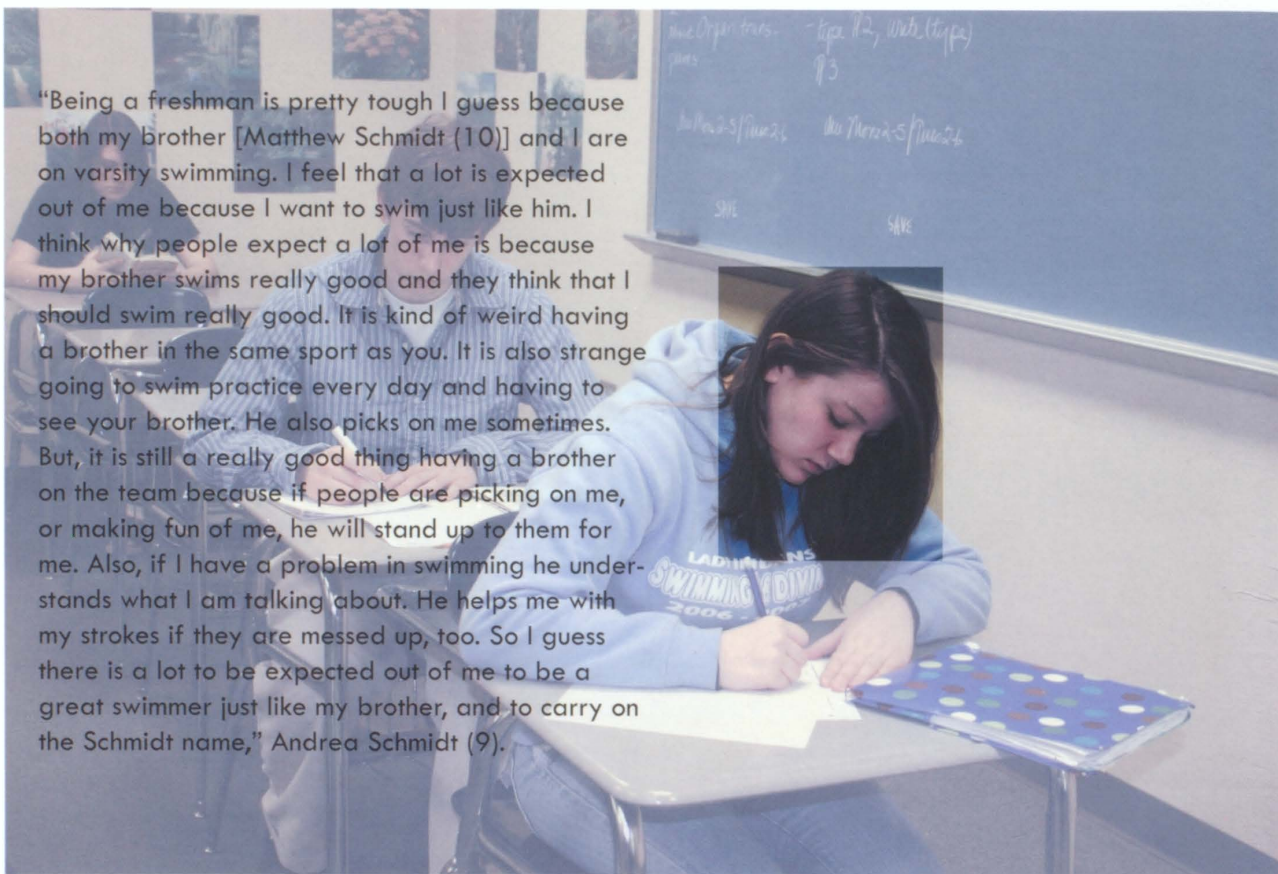 “Being a freshman is pretty tough I guess because
both my brother [Matthew Schmidt (10)] and I are
on varsity swimming. I feel that a lot is expected
out of me because I want to swim just like him. I
think why people expect a lot of me is because
my brother swims really good and they think that I
should swim really good. It is kind of weird having
a brother in the same sport as you. It is also strange
going to swim practice every day and having to
see your brother. He also picks on me sometimes.
But, it is still a really good thing having a brother
on the team because if people are picking on me,
or making fun of me, he will stand up to them for
me. Also, if I have a problem in swimming he under-
stands what I am talking about. He helps me with
my strokes if they are messed up, too. So I guess
there is a lot to be expected out of me to be a
great swimmer just like my brother, and to carry on
the Schmidt name,” Andrea Schmidt (9).
-type #2, write (type)
#3
SAVE
SAVE
LADY INDIANS
SWIMMING & DIVING
2006